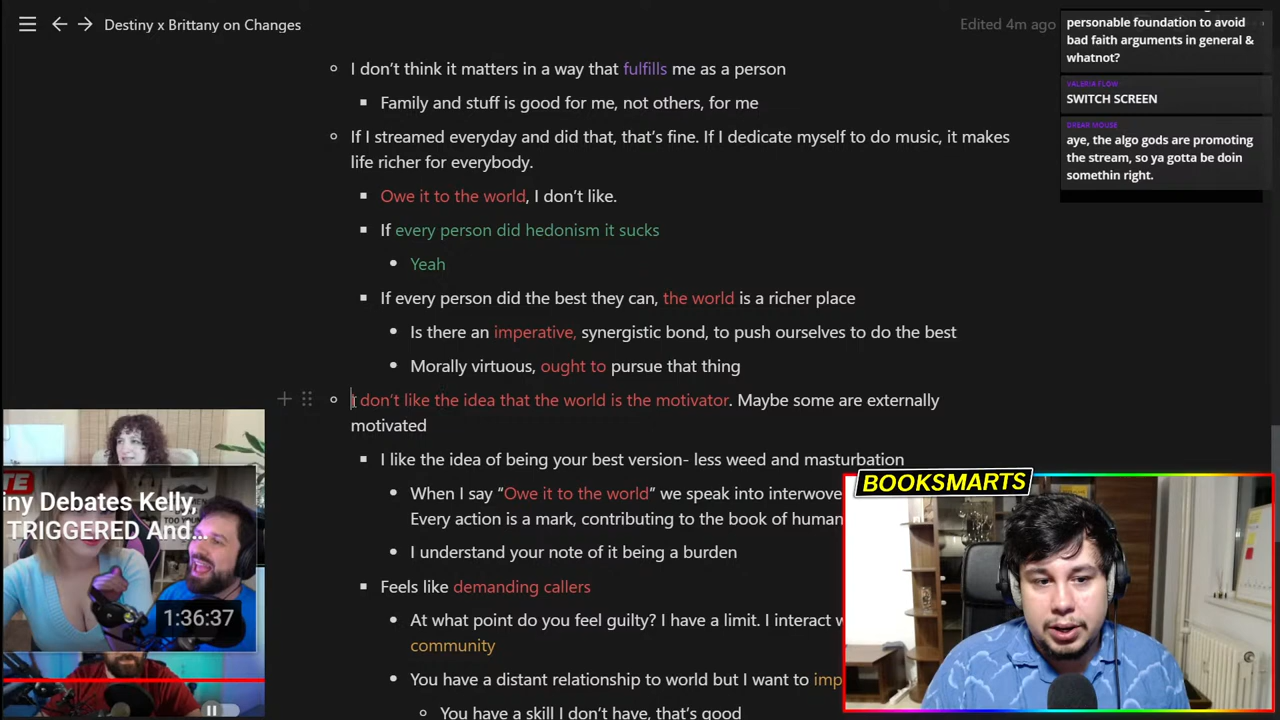 Destiny x Brittany on Changes
Edited 4m ago
I don't think it matters in a way that fulfills me as a person
Family and stuff is good for me, not others, for me
If I streamed everyday and did that, that's fine. If I dedicate myself to do music, it makes
life richer for everybody.
Owe it to the world, I don't like.
If every person did hedonism it sucks
Yeah
If every person did the best they can, the world is a richer place
Is there an imperative, synergistic bond, to push ourselves to do the best
Morally virtuous, ought to pursue that thing
I don't like the idea that the world is the motivator. Maybe some are externally
motivated
I like the idea of being your best version- less weed and masturbation
When I say "Owe it to the world" we speak into interwove
Every action is a mark, contributing to the book of human
I understand your note of it being a burden
Feels like demanding callers
At what point do you feel guilty? I have a limit. I interact w
community
You have a distant relationship to world but I want to imp
You have a skill I don't have, that's good
personable foundation to avoid
bad faith arguments in general &
whatnot?
VALERIA FLOW:
SWITCH SCREEN
DREAR MOUSE
aye, the algo gods are promoting
the stream, so ya gotta be doin
somethin right.
TE
iny Debates Kelly,
TRIGGERED And...
TOO YOU
1:36:37
BOOKSMARTS